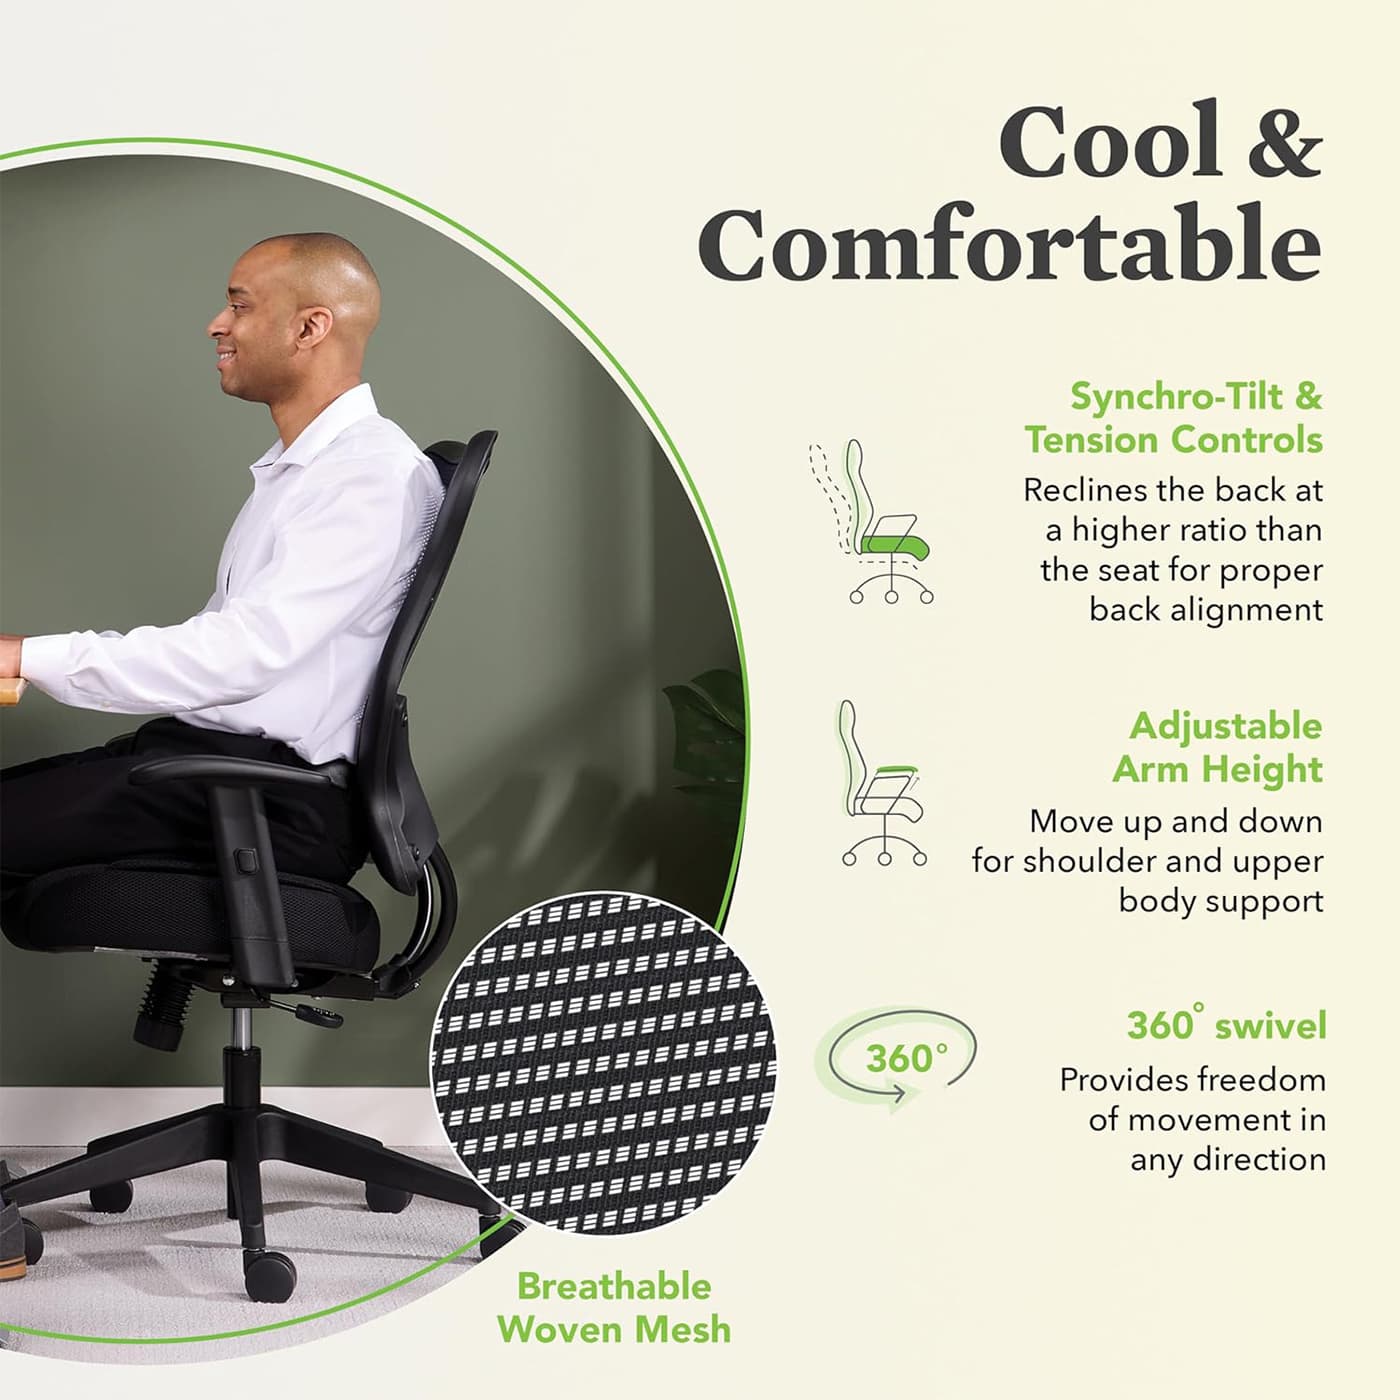 Cool &
Comfortable
Synchro-Tilt &
Tension Controls
Reclines the back at
a higher ratio than
the seat for proper
back alignment
Adjustable
Arm Height
Move up and down
for shoulder and upper
body support
360°
360° swivel
Provides freedom
of movement in
any direction
Breathable
Woven Mesh